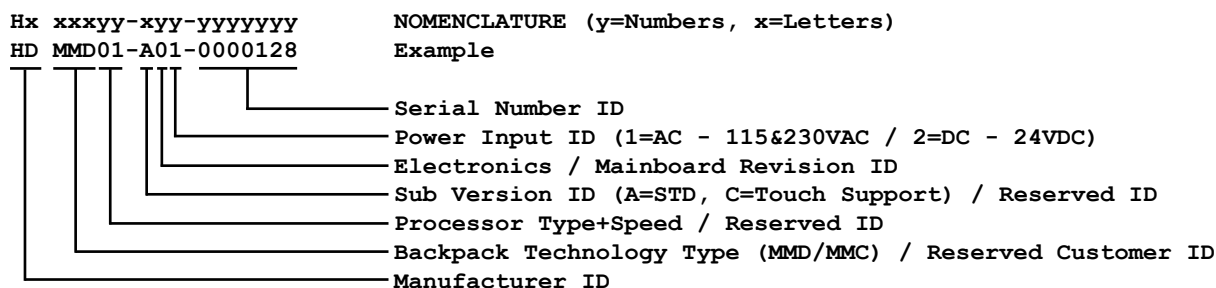 Hx xxxyy-xyy-yyyyyyy NOMENCLATURE (y=Numbers, x=Letters)
HD MMD01-A01-0000128 Example
Serial Number ID
Power Input ID (1=AC - 115&230VAC / 2=DC - 24VDC)
Electronics / Mainboard Revision ID
Sub Version ID (A=STD, C=Touch Support) / Reserved ID
Processor Type+Speed / Reserved ID
Backpack Technology Type (MMD/MMC) / Reserved Customer ID
Manufacturer ID